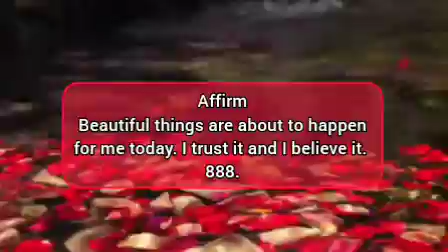 Affirm
Beautiful things are about to happen
for me today. I trust it and I believe it.
888.